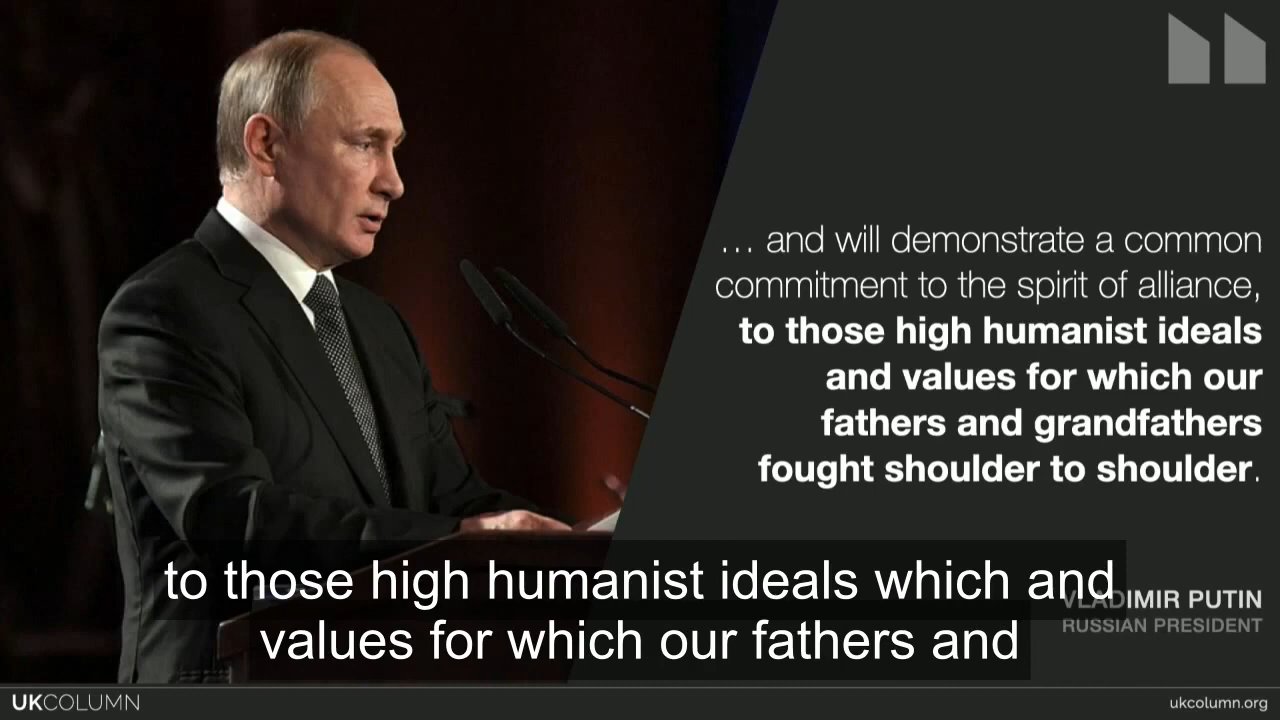 … and will demonstrate a common
commitment to the spirit of alliance,
to those high humanist ideals
and values for which our
fathers and grandfathers
fought shoulder to shoulder.
to those high humanist ideals which and
values for which our fathers and
VLADIMIR PUTIN
RUSSIAN PRESIDENT
UKCOLUMN
ukcolumn.org